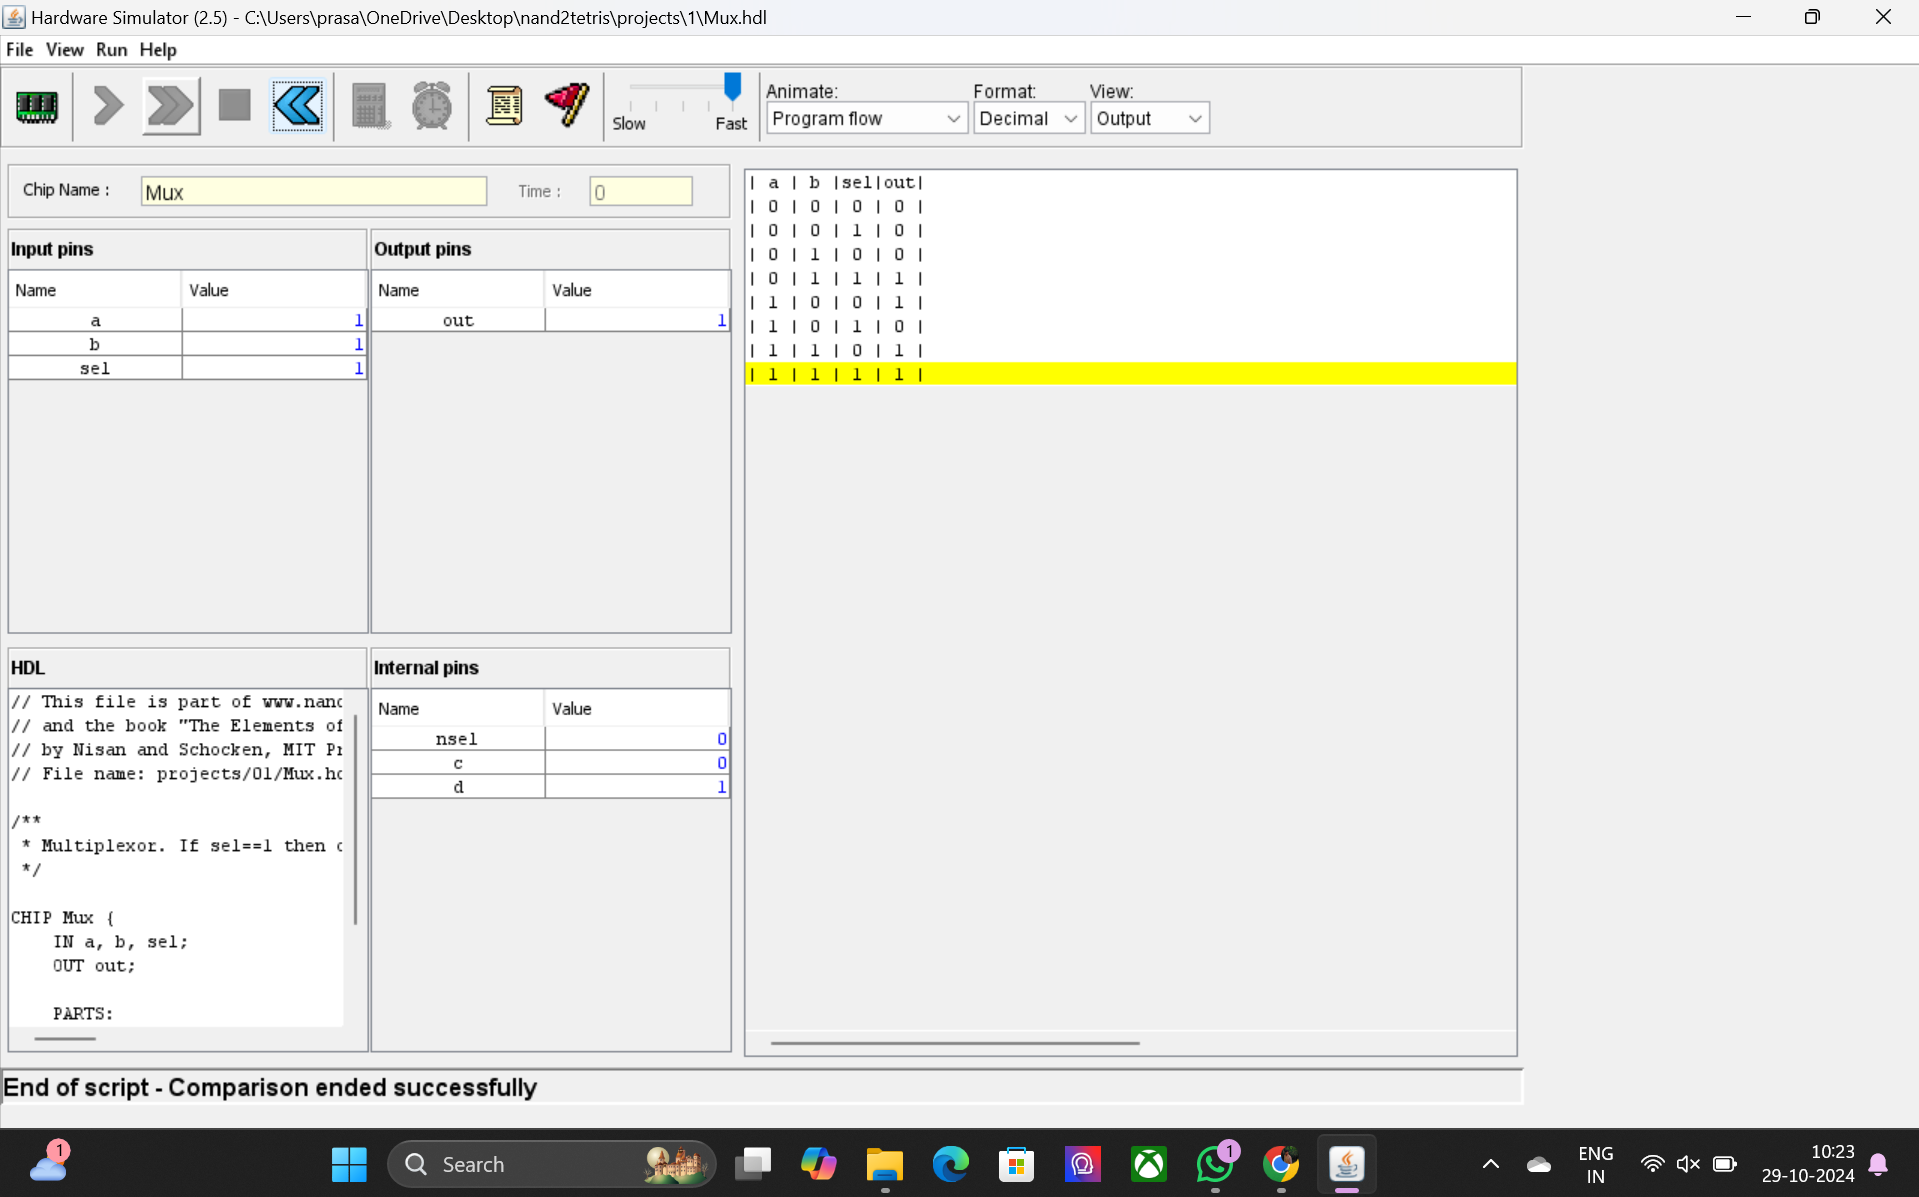 Hardware Simulator (2.5) - C:\Users\prasa\OneDrive\Desktop\nand2tetris\projects\1\Mux.hdl
File View Run Help
Slow Fast
Animate: Format: View:
Program flow Decimal Output
Chip Name : Mux Time : 0
Input pins
Name Value
a 1
b 1
sel 1
Output pins
Name Value
out 1
| a | b |sel|out|
| 0 | 0 | 0 | 0 |
| 0 | 0 | 1 | 0 |
| 0 | 1 | 0 | 0 |
| 0 | 1 | 1 | 1 |
| 1 | 0 | 0 | 1 |
| 1 | 0 | 1 | 0 |
| 1 | 1 | 0 | 1 |
| 1 | 1 | 1 | 1 |
HDL
// This file is part of www.nand
// and the book "The Elements of
// by Nisan and Schocken, MIT Pr
// File name: projects/01/Mux.hd
/**
* Multiplexor. If sel==1 then o
*/
CHIP Mux {
IN a, b, sel;
OUT out;
PARTS:
Internal pins
Name Value
nsel 0
c 0
d 1
End of script - Comparison ended successfully
1
Search
1
ENG
IN
10:23
29-10-2024